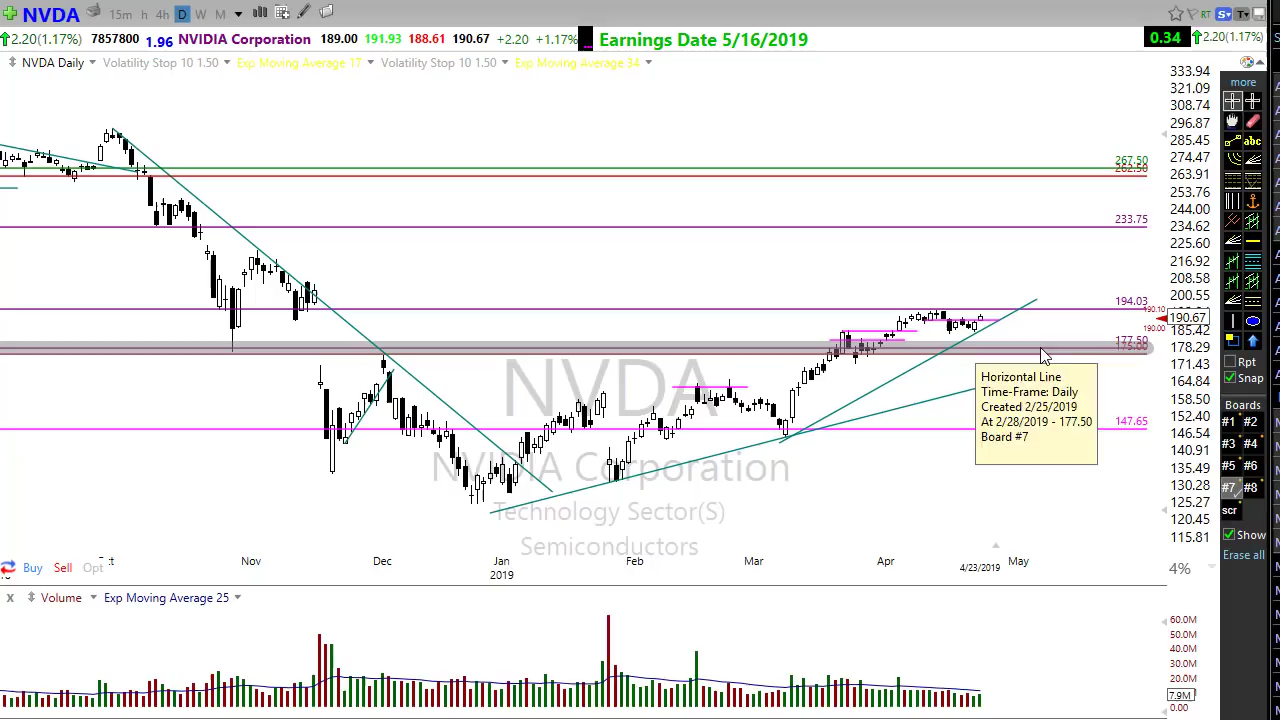 NVDA 15m h 4h D W M RT S T
2.20(1.17%) 7857800 1.96 NVIDIA Corporation 189.00 191.93 188.61 190.67 +2.20 +1.17% Earnings Date 5/16/2019 0.34 2.20(1.17%)
NVDA Daily Volatility Stop 10 1.50 Exp Moving Average 17 Volatility Stop 10 1.50 Exp Moving Average 34
more
abc
333.94
321.09
308.74
296.87
285.45
274.47
263.91
253.76
244.00
234.62
225.60
216.92
208.58
200.55
190.67
185.42
178.29
171.43
164.84
158.50
152.40
146.54
140.91
135.49
130.28
125.27
120.45
115.81
267.50
262.50
233.75
194.03
190.10
190.00
177.50
175.00
147.65
NVDA
NVIDIA Corporation
Technology Sector(S)
Semiconductors
Horizontal Line
Time-Frame: Daily
Created 2/25/2019
At 2/28/2019 - 177.50
Board #7
Rpt
Snap
Boards
#1 #2
#3 #4
#5 #6
#7 #8
scr
Show
Erase all
Nov Dec Jan Feb Mar Apr May
2019
4/23/2019
Buy Sell Opt
4%
x Volume Exp Moving Average 25
60.0M
50.0M
40.0M
30.0M
20.0M
7.9M
0.00